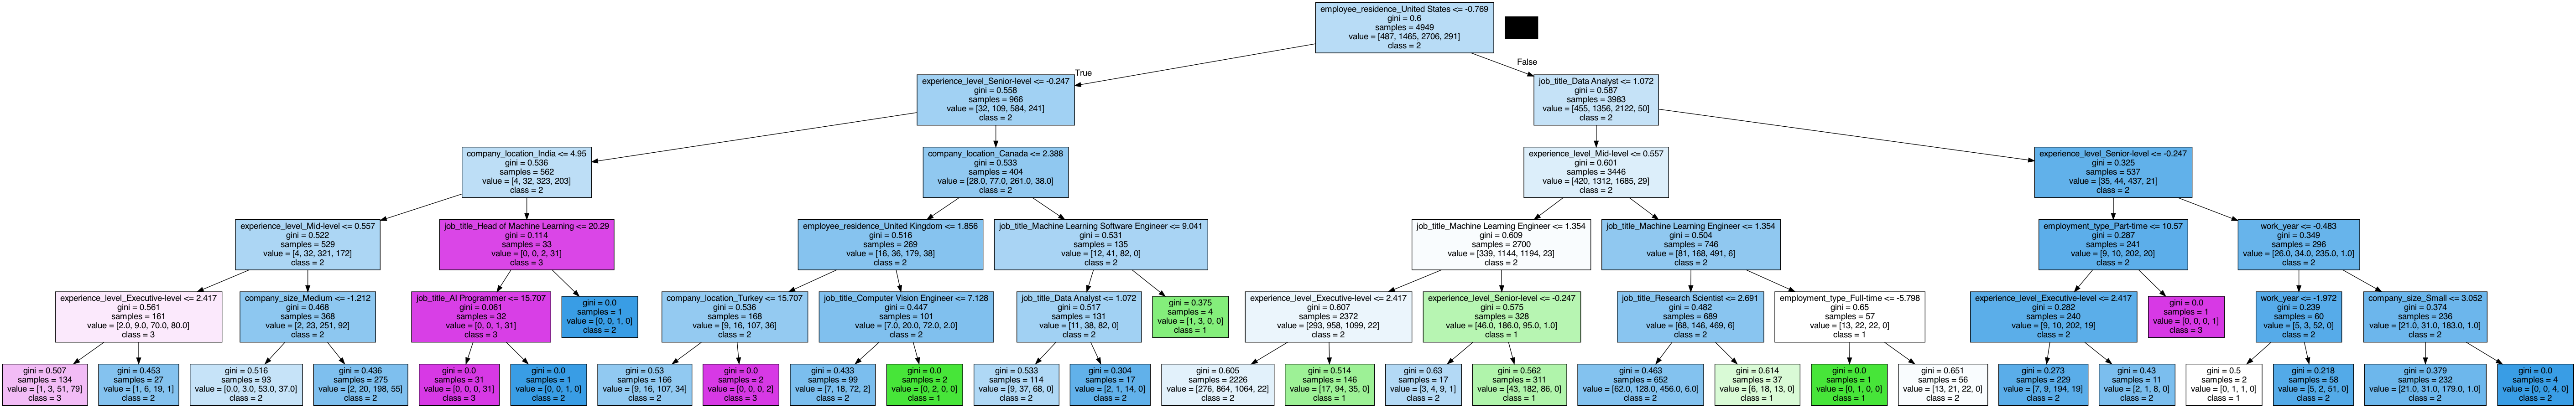 employee_residence_United States <= -0.769
gini = 0.6
samples = 4949
value = [487, 1465, 2706, 291]
class = 2
True
False
experience_level_Senior-level <= -0.247
gini = 0.558
samples = 966
value = [32, 109, 584, 241]
class = 2
job_title_Data Analyst <= 1.072
gini = 0.587
samples = 3983
value = [455, 1356, 2122, 50]
class = 2
company_location_India <= 4.95
gini = 0.536
samples = 562
value = [4, 32, 323, 203]
class = 2
company_location_Canada <= 2.388
gini = 0.533
samples = 404
value = [28.0, 77.0, 261.0, 38.0]
class = 2
experience_level_Mid-level <= 0.557
gini = 0.601
samples = 3446
value = [420, 1312, 1685, 29]
class = 2
experience_level_Senior-level <= -0.247
gini = 0.325
samples = 537
value = [35, 44, 437, 21]
class = 2
experience_level_Mid-level <= 0.557
gini = 0.522
samples = 529
value = [4, 32, 321, 172]
class = 2
job_title_Head of Machine Learning <= 20.29
gini = 0.114
samples = 33
value = [0, 0, 2, 31]
class = 3
employee_residence_United Kingdom <= 1.856
gini = 0.516
samples = 269
value = [16, 36, 179, 38]
class = 2
job_title_Machine Learning Software Engineer <= 9.041
gini = 0.531
samples = 135
value = [12, 41, 82, 0]
class = 2
job_title_Machine Learning Engineer <= 1.354
gini = 0.609
samples = 2700
value = [339, 1144, 1194, 23]
class = 2
job_title_Machine Learning Engineer <= 1.354
gini = 0.504
samples = 746
value = [81, 168, 491, 6]
class = 2
employment_type_Part-time <= 10.57
gini = 0.287
samples = 241
value = [9, 10, 202, 20]
class = 2
work_year <= -0.483
gini = 0.349
samples = 296
value = [26.0, 34.0, 235.0, 1.0]
class = 2
experience_level_Executive-level <= 2.417
gini = 0.561
samples = 161
value = [2.0, 9.0, 70.0, 80.0]
class = 3
company_size_Medium <= -1.212
gini = 0.468
samples = 368
value = [2, 23, 251, 92]
class = 2
job_title_AI Programmer <= 15.707
gini = 0.061
samples = 32
value = [0, 0, 1, 31]
class = 3
gini = 0.0
samples = 1
value = [0, 0, 1, 0]
class = 2
company_location_Turkey <= 15.707
gini = 0.536
samples = 168
value = [9, 16, 107, 36]
class = 2
job_title_Computer Vision Engineer <= 7.128
gini = 0.447
samples = 101
value = [7.0, 20.0, 72.0, 2.0]
class = 2
job_title_Data Analyst <= 1.072
gini = 0.517
samples = 131
value = [11, 38, 82, 0]
class = 2
gini = 0.375
samples = 4
value = [1, 3, 0, 0]
class = 1
experience_level_Executive-level <= 2.417
gini = 0.607
samples = 2372
value = [293, 958, 1099, 22]
class = 2
experience_level_Senior-level <= -0.247
gini = 0.575
samples = 328
value = [46.0, 186.0, 95.0, 1.0]
class = 1
job_title_Research Scientist <= 2.691
gini = 0.482
samples = 689
value = [68, 146, 469, 6]
class = 2
employment_type_Full-time <= -5.798
gini = 0.65
samples = 57
value = [13, 22, 22, 0]
class = 1
experience_level_Executive-level <= 2.417
gini = 0.282
samples = 240
value = [9, 10, 202, 19]
class = 2
gini = 0.0
samples = 1
value = [0, 0, 0, 1]
class = 3
work_year <= -1.972
gini = 0.239
samples = 60
value = [5, 3, 52, 0]
class = 2
company_size_Small <= 3.052
gini = 0.374
samples = 236
value = [21.0, 31.0, 183.0, 1.0]
class = 2
gini = 0.507
samples = 134
value = [1, 3, 51, 79]
class = 3
gini = 0.453
samples = 27
value = [1, 6, 19, 1]
class = 2
gini = 0.516
samples = 93
value = [0.0, 3.0, 53.0, 37.0]
class = 2
gini = 0.436
samples = 275
value = [2, 20, 198, 55]
class = 2
gini = 0.0
samples = 31
value = [0, 0, 0, 31]
class = 3
gini = 0.0
samples = 1
value = [0, 0, 1, 0]
class = 2
gini = 0.53
samples = 166
value = [9, 16, 107, 34]
class = 2
gini = 0.0
samples = 2
value = [0, 0, 0, 2]
class = 3
gini = 0.433
samples = 99
value = [7, 18, 72, 2]
class = 2
gini = 0.0
samples = 2
value = [0, 2, 0, 0]
class = 1
gini = 0.533
samples = 114
value = [9, 37, 68, 0]
class = 2
gini = 0.304
samples = 17
value = [2, 1, 14, 0]
class = 2
gini = 0.605
samples = 2226
value = [276, 864, 1064, 22]
class = 2
gini = 0.514
samples = 146
value = [17, 94, 35, 0]
class = 1
gini = 0.63
samples = 17
value = [3, 4, 9, 1]
class = 2
gini = 0.562
samples = 311
value = [43, 182, 86, 0]
class = 1
gini = 0.463
samples = 652
value = [62.0, 128.0, 456.0, 6.0]
class = 2
gini = 0.614
samples = 37
value = [6, 18, 13, 0]
class = 1
gini = 0.0
samples = 1
value = [0, 1, 0, 0]
class = 1
gini = 0.651
samples = 56
value = [13, 21, 22, 0]
class = 2
gini = 0.273
samples = 229
value = [7, 9, 194, 19]
class = 2
gini = 0.43
samples = 11
value = [2, 1, 8, 0]
class = 2
gini = 0.5
samples = 2
value = [0, 1, 1, 0]
class = 1
gini = 0.218
samples = 58
value = [5, 2, 51, 0]
class = 2
gini = 0.379
samples = 232
value = [21.0, 31.0, 179.0, 1.0]
class = 2
gini = 0.0
samples = 4
value = [0, 0, 4, 0]
class = 2